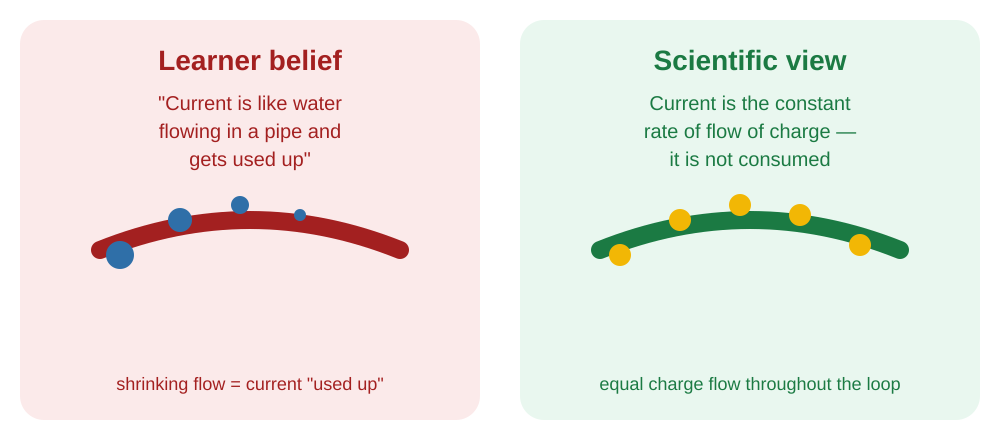 Learner belief
"Current is like water
flowing in a pipe and
gets used up"
shrinking flow = current "used up"
Scientific view
Current is the constant
rate of flow of charge —
it is not consumed
equal charge flow throughout the loop